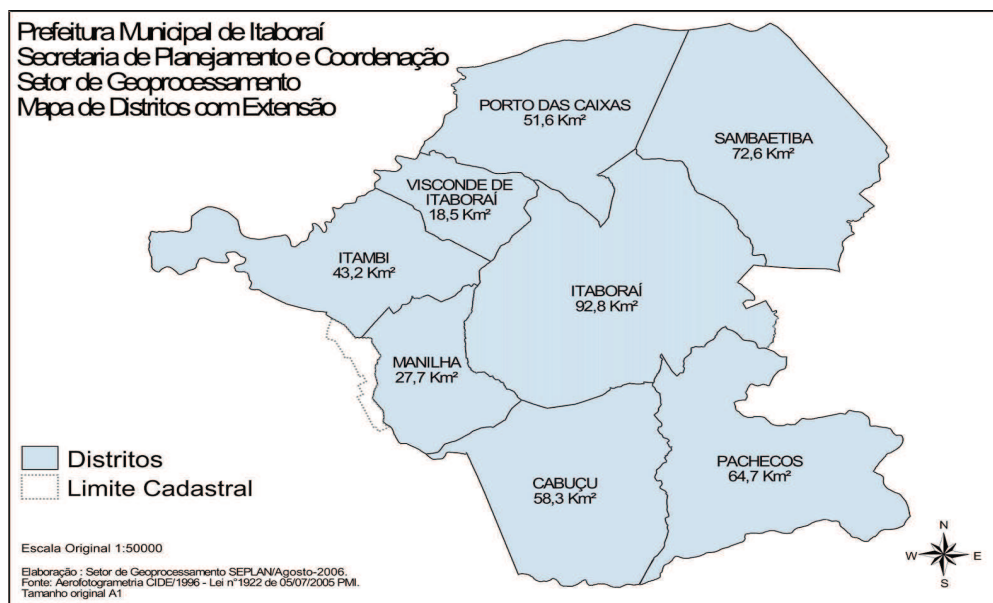 Prefeitura Municipal de Itaboraí
Secretaria de Planejamento e Coordenação
Setor de Geoprocessamento
Mapa de Distritos com Extensão
PORTO DAS CAIXAS
51,6 Km²
SAMBAETIBA
72,6 Km²
VISCONDE DE
ITABORAÍ
18,5 Km²
ITAMBI
43,2 Km²
ITABORAÍ
92,8 Km²
MANILHA
27,7 Km²
CABUÇU
58,3 Km²
PACHECOS
64,7 Km²
Distritos
Limite Cadastral
Escala Original 1:50000
Elaboração : Setor de Geoprocessamento SEPLAN/Agosto-2006.
Fonte: Aerofotogrametria CIDE/1996 - Lei n°1922 de 05/07/2005 PMI.
Tamanho original A1
N
W E
S